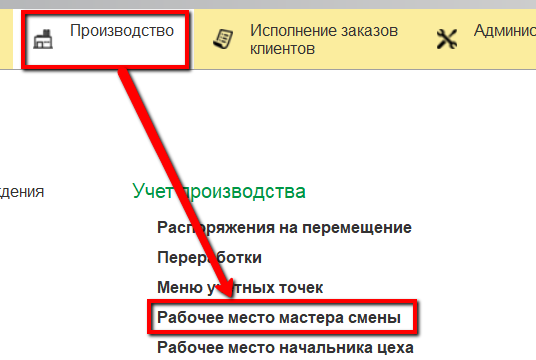 Производство
Исполнение заказов
клиентов
Админис
ждения
Учет производства
Распоряжения на перемещение
Переработки
Меню учетных точек
Рабочее место мастера смены
Рабочее место начальника цеха